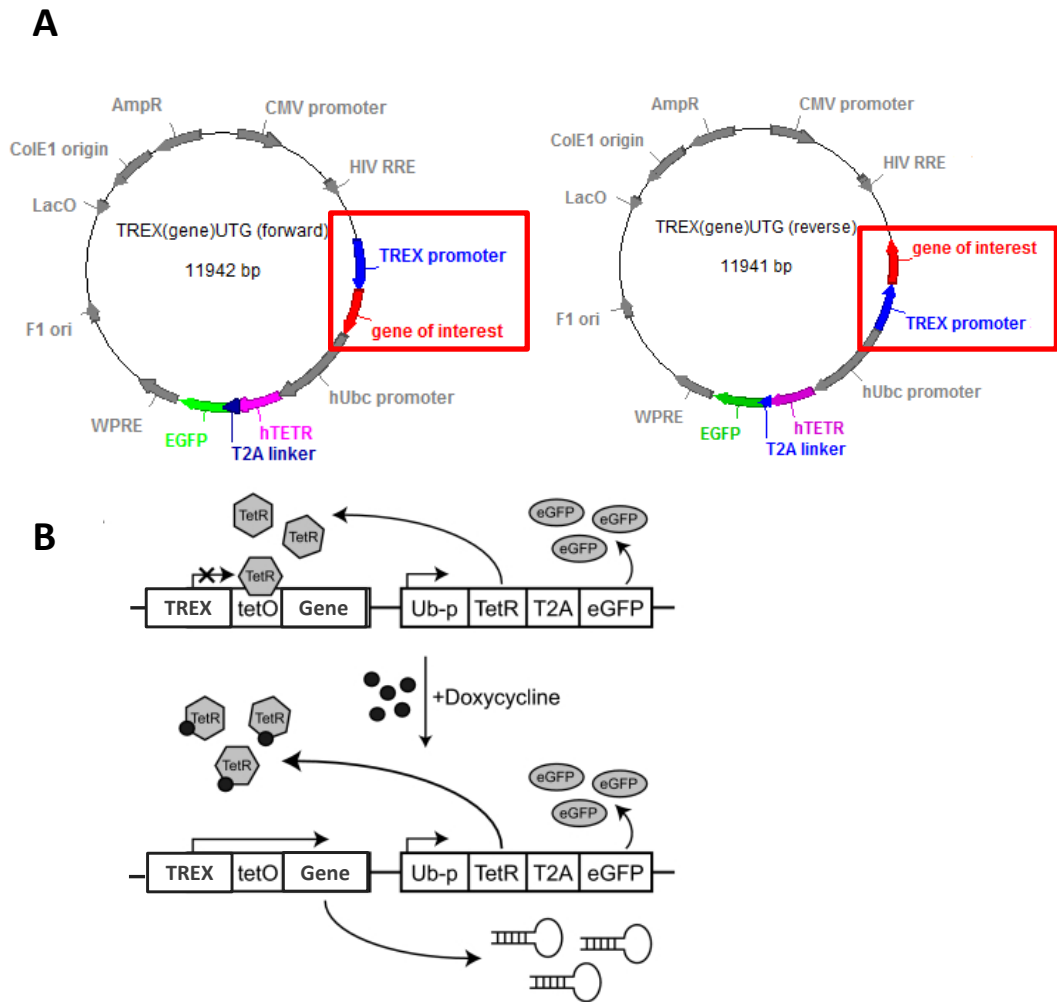 A
AmpR
CMV promoter
ColE1 origin
HIV RRE
LacO
TREX(gene)UTG (forward)
TREX promoter
11942 bp
gene of interest
F1 ori
hUbc promoter
WPRE
EGFP
hTETR
T2A linker
AmpR
CMV promoter
ColE1 origin
HIV RRE
LacO
TREX(gene)UTG (reverse)
gene of interest
11941 bp
TREX promoter
F1 ori
hUbc promoter
WPRE
EGFP
hTETR
T2A linker
B
TetR
TetR
TetR
eGFP
eGFP
eGFP
TREX tetO Gene Ub-p TetR T2A eGFP
+Doxycycline
TetR
TetR
TetR
eGFP
eGFP
eGFP
TREX tetO Gene Ub-p TetR T2A eGFP